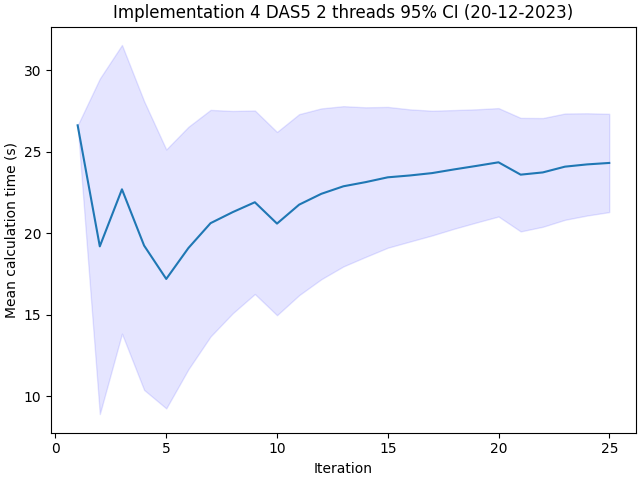 Implementation 4 DAS5 2 threads 95% CI (20-12-2023)
Mean calculation time (s)
30
25
20
15
10
0 5 10 15 20 25
Iteration